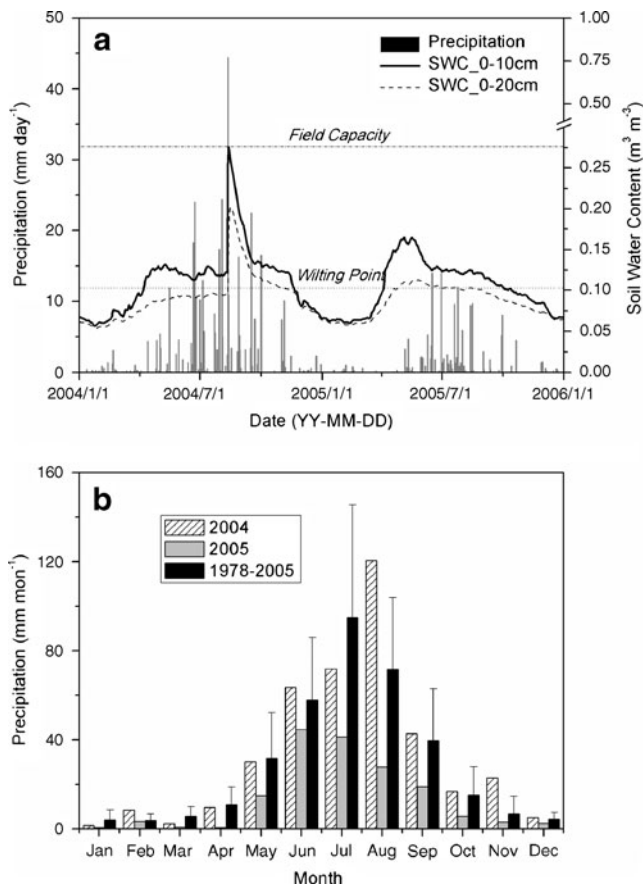 a
Precipitation
SWC_0-10cm
SWC_0-20cm
Field Capacity
Wilting Point
50
40
30
20
10
0
Precipitation (mm day-1)
1.00
0.75
0.50
0.25
0.20
0.15
0.10
0.05
0.00
Soil Water Content (m3 m-3)
2004/1/1 2004/7/1 2005/1/1 2005/7/1 2006/1/1
Date (YY-MM-DD)
b
2004
2005
1978-2005
160
120
80
40
0
Precipitation (mm mon-1)
Jan Feb Mar Apr May Jun Jul Aug Sep Oct Nov Dec
Month